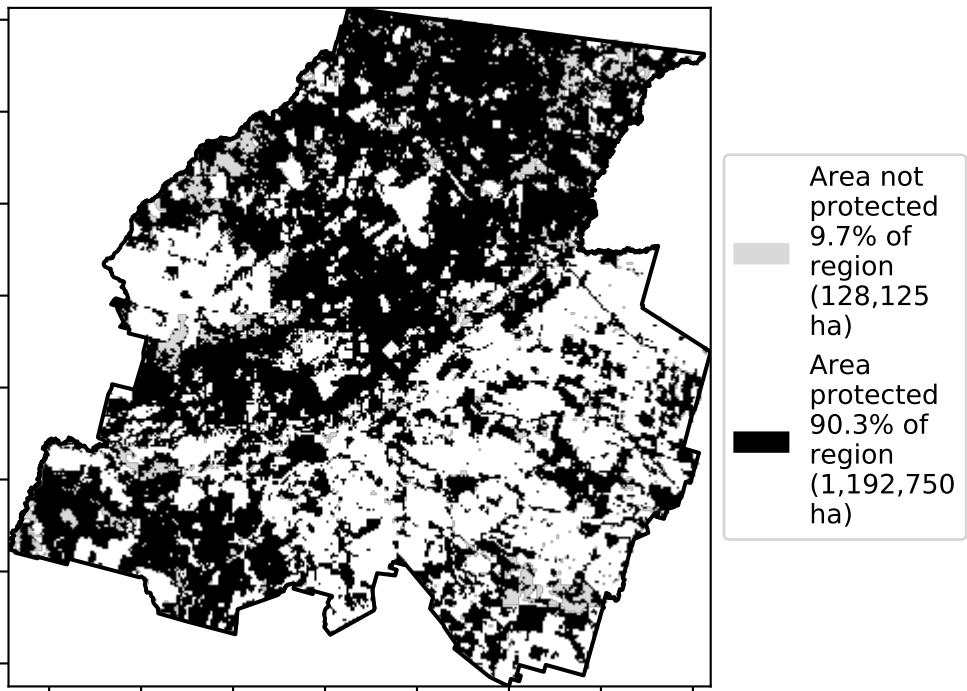 Area not
protected
9.7% of
region
(128,125
ha)
Area
protected
90.3% of
region
(1,192,750
ha)